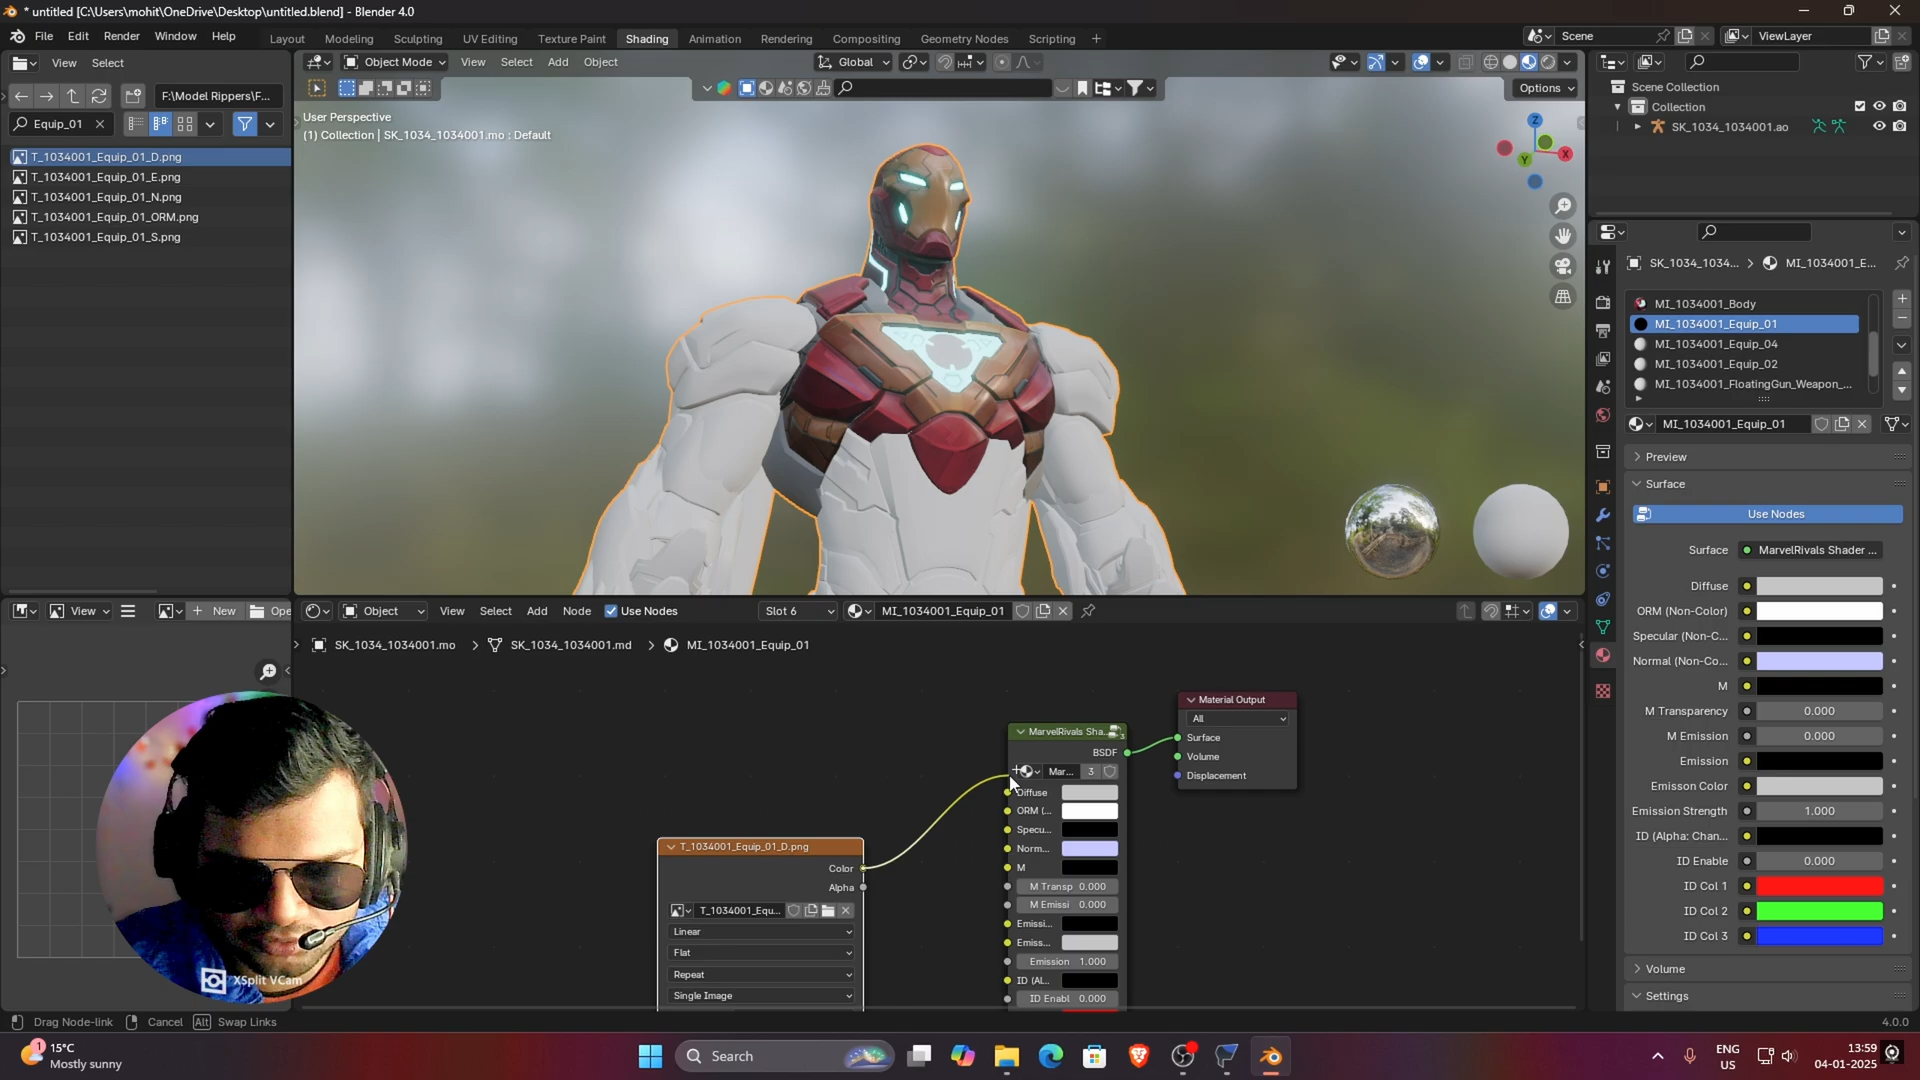 * untitled [C:\Users\mohit\OneDrive\Desktop\untitled.blend] - Blender 4.0
File Edit Render Window Help
Layout Modeling Sculpting UV Editing Texture Paint Shading Animation Rendering Compositing Geometry Nodes Scripting +
Scene
ViewLayer
View Select
Object Mode View Select Add Object
Global
F:\Model Rippers\F...
Options
Equip_01
T_1034001_Equip_01_D.png
T_1034001_Equip_01_E.png
T_1034001_Equip_01_N.png
T_1034001_Equip_01_ORM.png
T_1034001_Equip_01_S.png
User Perspective
(1) Collection | SK_1034_1034001.mo : Default
Z
X
Y
Scene Collection
Collection
SK_1034_1034001.ao
SK_1034_1034... > MI_1034001_E...
MI_1034001_Body
MI_1034001_Equip_01
MI_1034001_Equip_04
MI_1034001_Equip_02
MI_1034001_FloatingGun_Weapon_...
MI_1034001_Equip_01
Preview
Surface
Use Nodes
Surface MarvelRivals Shader ...
Diffuse
ORM (Non-Color)
Specular (Non-C...
Normal (Non-Co...
M
M Transparency 0.000
M Emission 0.000
Emission
Emisson Color
Emission Strength 1.000
ID (Alpha: Chan...
ID Enable 0.000
ID Col 1
ID Col 2
ID Col 3
Volume
Settings
View + New Ope
Object View Select Add Node Use Nodes Slot 6 MI_1034001_Equip_01
SK_1034_1034001.mo > SK_1034_1034001.md > MI_1034001_Equip_01
Material Output
All
Surface
Volume
Displacement
MarvelRivals Sha...
3
BSDF
Mar... 3
Diffuse
ORM (...
Specu...
Norm...
M
M Transp 0.000
M Emissi 0.000
Emissi...
Emiss...
Emission 1.000
ID (AL...
ID Enabl 0.000
T_1034001_Equip_01_D.png
Color
Alpha
T_1034001_Equ...
Linear
Flat
Repeat
Single Image
XSplit VCam
Drag Node-link Cancel Alt Swap Links
4.0.0
1
15°C
Mostly sunny
Search
ENG
US
13:59
04-01-2025